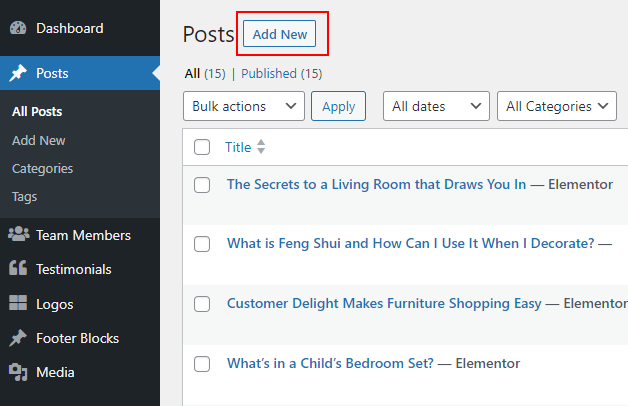 Dashboard
Posts
All Posts
Add New
Categories
Tags
Team Members
Testimonials
Logos
Footer Blocks
Media
Posts Add New
All (15) | Published (15)
Bulk actions Apply All dates All Categories
Title
The Secrets to a Living Room that Draws You In — Elementor
What is Feng Shui and How Can I Use It When I Decorate? —
Customer Delight Makes Furniture Shopping Easy — Elementor
What's in a Child's Bedroom Set? — Elementor